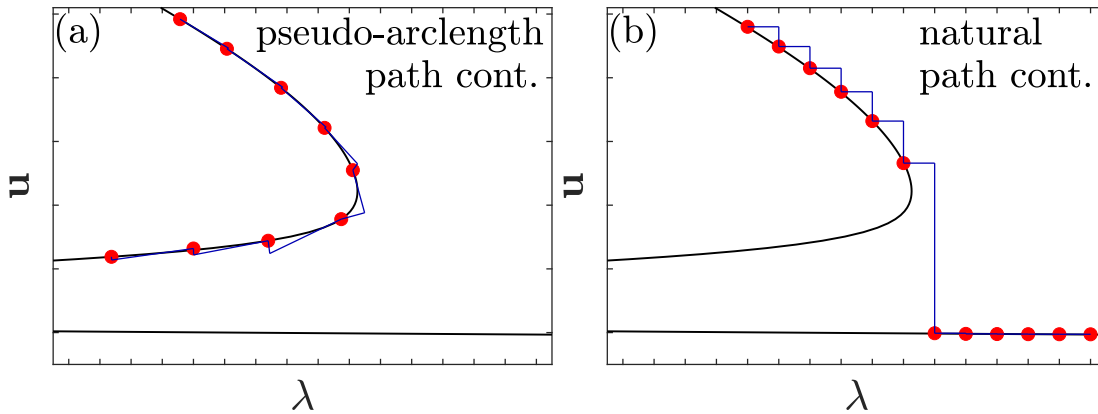 (a) pseudo-arclength
path cont.
u
λ
(b) natural
path cont.
u
λ